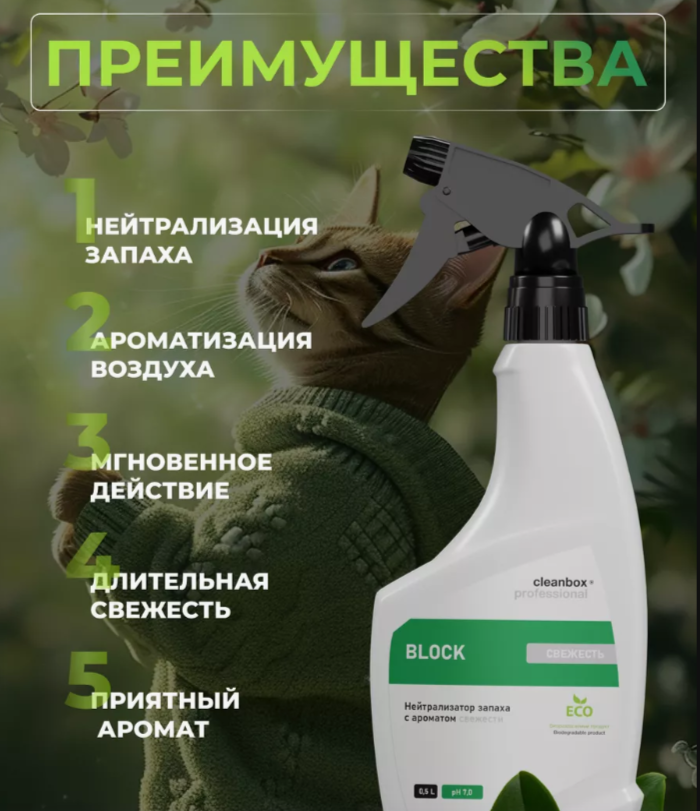 ПРЕИМУЩЕСТВА
1
НЕЙТРАЛИЗАЦИЯ
ЗАПАХА
2
АРОМАТИЗАЦИЯ
ВОЗДУХА
3
МГНОВЕННОЕ
ДЕЙСТВИЕ
4
ДЛИТЕЛЬНАЯ
СВЕЖЕСТЬ
5
ПРИЯТНЫЙ
АРОМАТ
cleanbox
professional
BLOCK СВЕЖЕСТЬ
Нейтрализатор запаха
с ароматом свежести
ECO
Biodegradable product
0,5 L pH 7,0